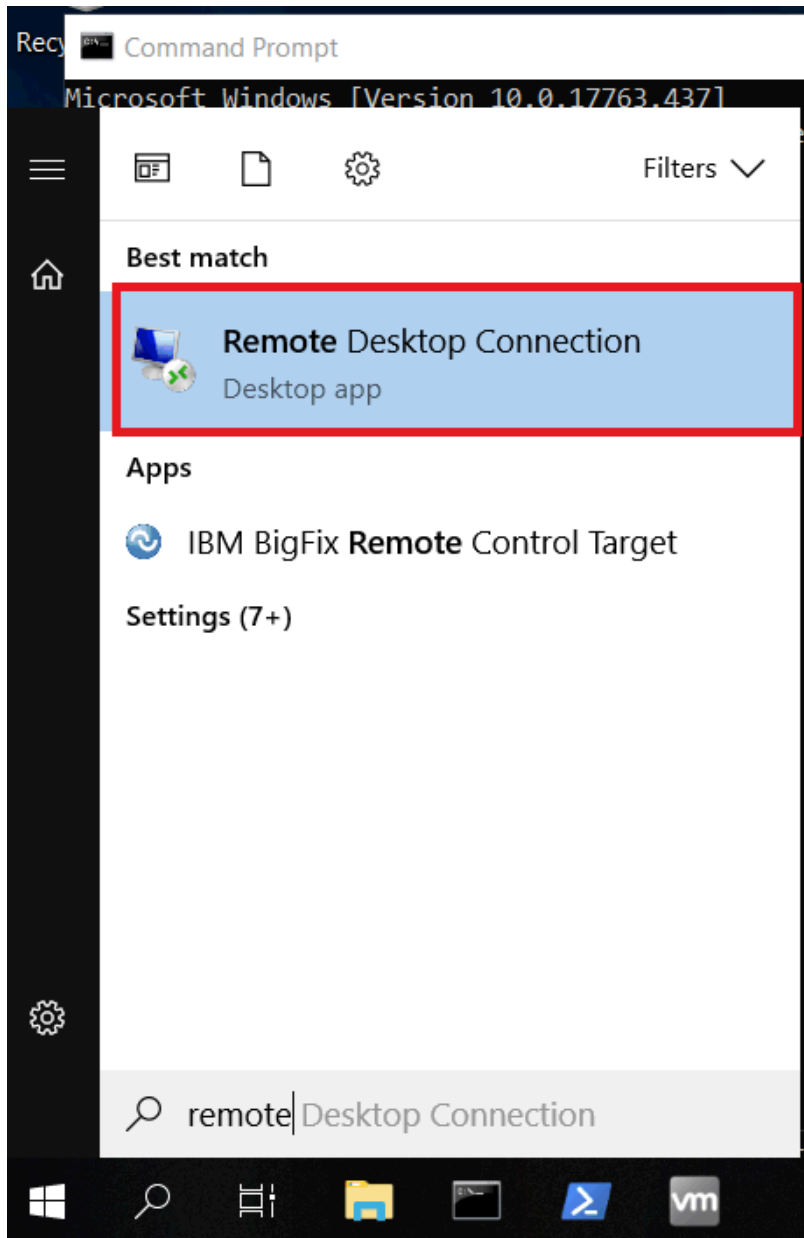 Recy
Command Prompt
Microsoft Windows [Version 10.0.17763.437]
Filters
Best match
Remote Desktop Connection
Desktop app
Apps
IBM BigFix Remote Control Target
Settings (7+)
remote Desktop Connection
vm